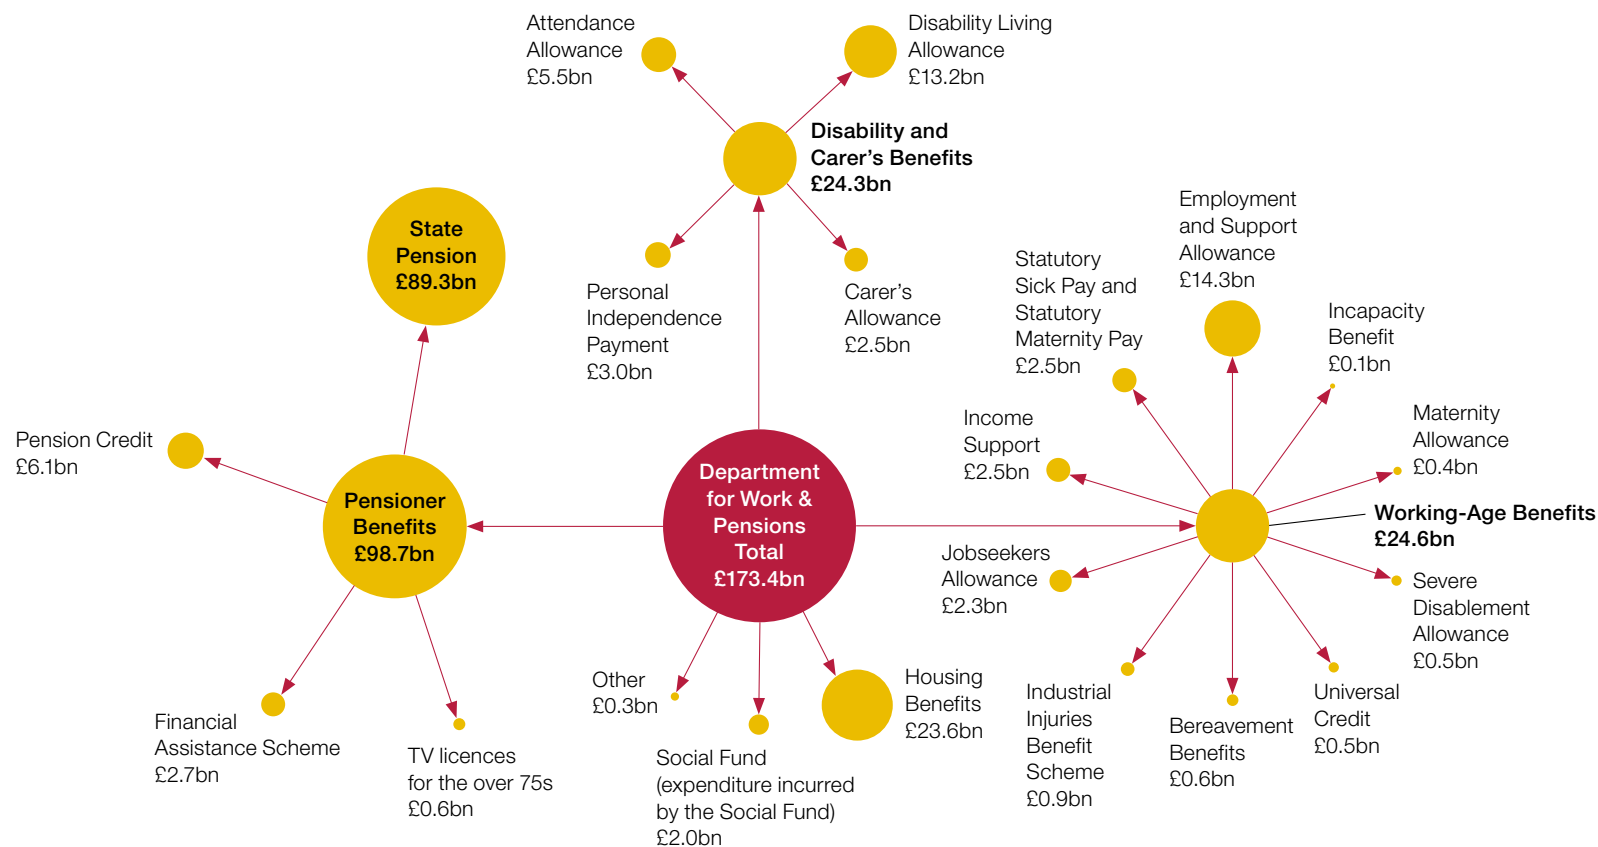 Attendance
Allowance
£5.5bn
Disability Living
Allowance
£13.2bn
Disability and
Carer’s Benefits
£24.3bn
Personal
Independence
Payment
£3.0bn
Carer’s
Allowance
£2.5bn
State
Pension
£89.3bn
Pension Credit
£6.1bn
Pensioner
Benefits
£98.7bn
Financial
Assistance Scheme
£2.7bn
TV licences
for the over 75s
£0.6bn
Department
for Work &
Pensions
Total
£173.4bn
Other
£0.3bn
Social Fund
(expenditure incurred
by the Social Fund)
£2.0bn
Housing
Benefits
£23.6bn
Employment
and Support
Allowance
£14.3bn
Statutory
Sick Pay and
Statutory
Maternity Pay
£2.5bn
Incapacity
Benefit
£0.1bn
Income
Support
£2.5bn
Maternity
Allowance
£0.4bn
Working-Age Benefits
£24.6bn
Jobseekers
Allowance
£2.3bn
Severe
Disablement
Allowance
£0.5bn
Industrial
Injuries
Benefit
Scheme
£0.9bn
Bereavement
Benefits
£0.6bn
Universal
Credit
£0.5bn